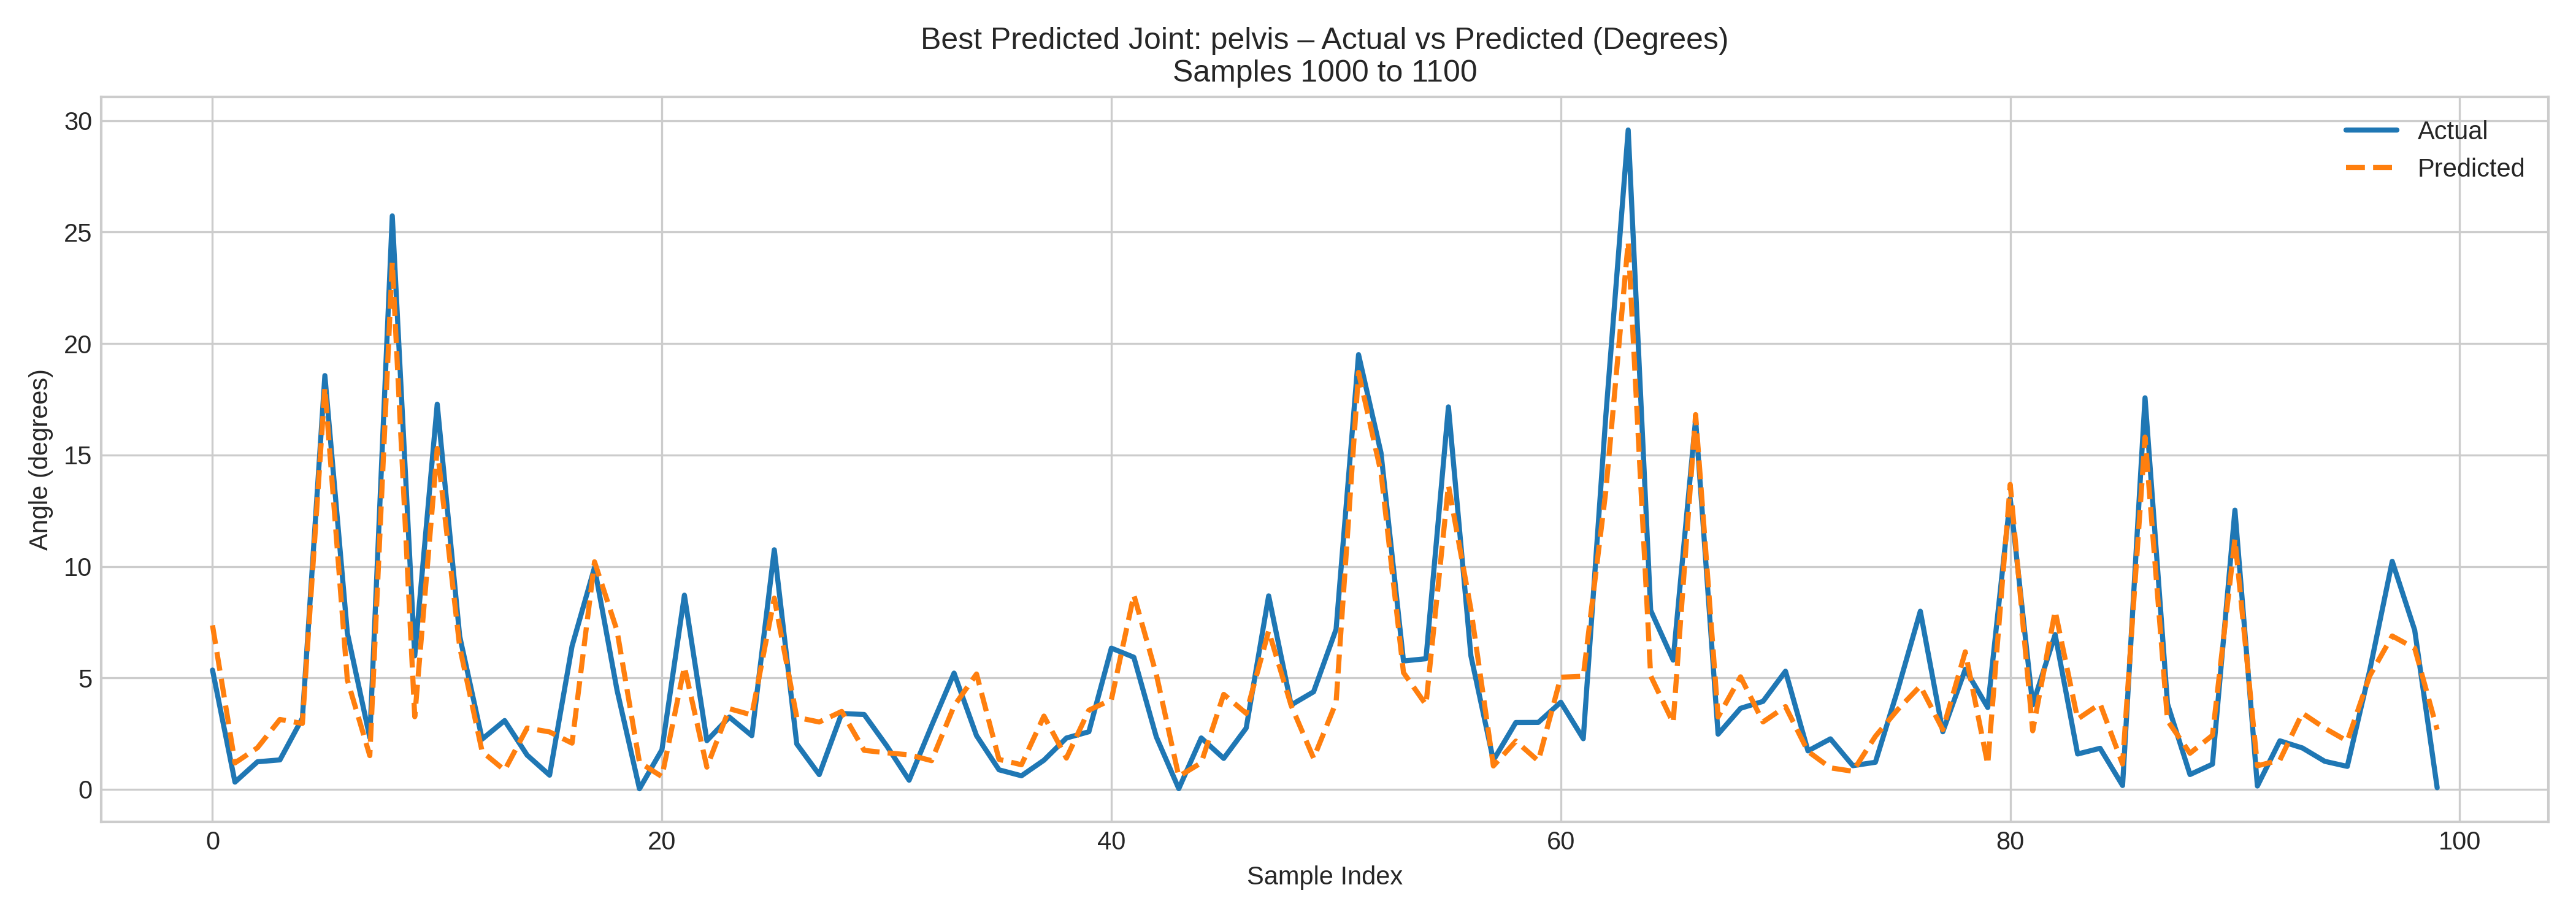 Best Predicted Joint: pelvis – Actual vs Predicted (Degrees)
Samples 1000 to 1100
30
25
20
15
10
5
0
Angle (degrees)
Actual
Predicted
0 20 40 60 80 100
Sample Index